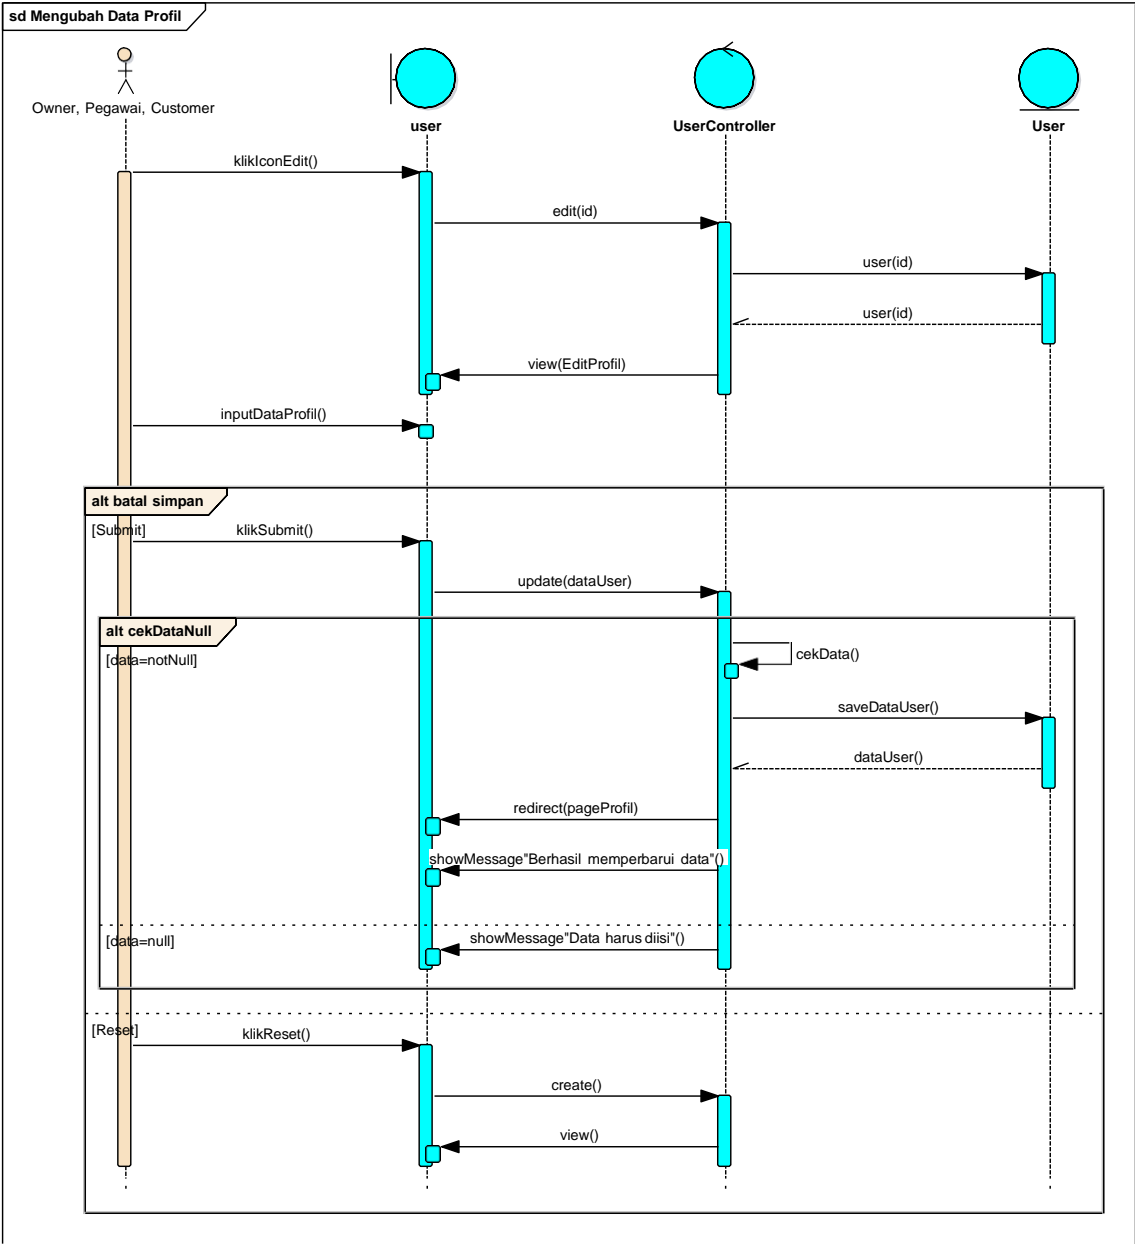 sd Mengubah Data Profil
Owner, Pegawai, Customer
user
UserController
User
klikIconEdit()
edit(id)
user(id)
user(id)
view(EditProfil)
inputDataProfil()
alt batal simpan
[Submit]
klikSubmit()
update(dataUser)
alt cekDataNull
[data=notNull]
cekData()
saveDataUser()
dataUser()
redirect(pageProfil)
showMessage"Berhasil memperbarui data"()
[data=null]
showMessage"Data harus diisi"()
[Reset]
klikReset()
create()
view()